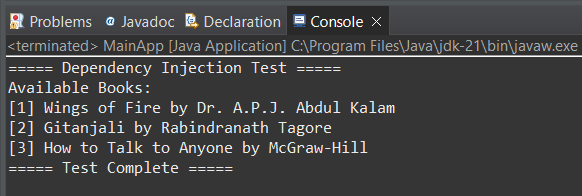 Problems Javadoc Declaration Console
<terminated> MainApp [Java Application] C:\Program Files\Java\jdk-21\bin\javaw.exe
===== Dependency Injection Test =====
Available Books:
[1] Wings of Fire by Dr. A.P.J. Abdul Kalam
[2] Gitanjali by Rabindranath Tagore
[3] How to Talk to Anyone by McGraw-Hill
===== Test Complete =====